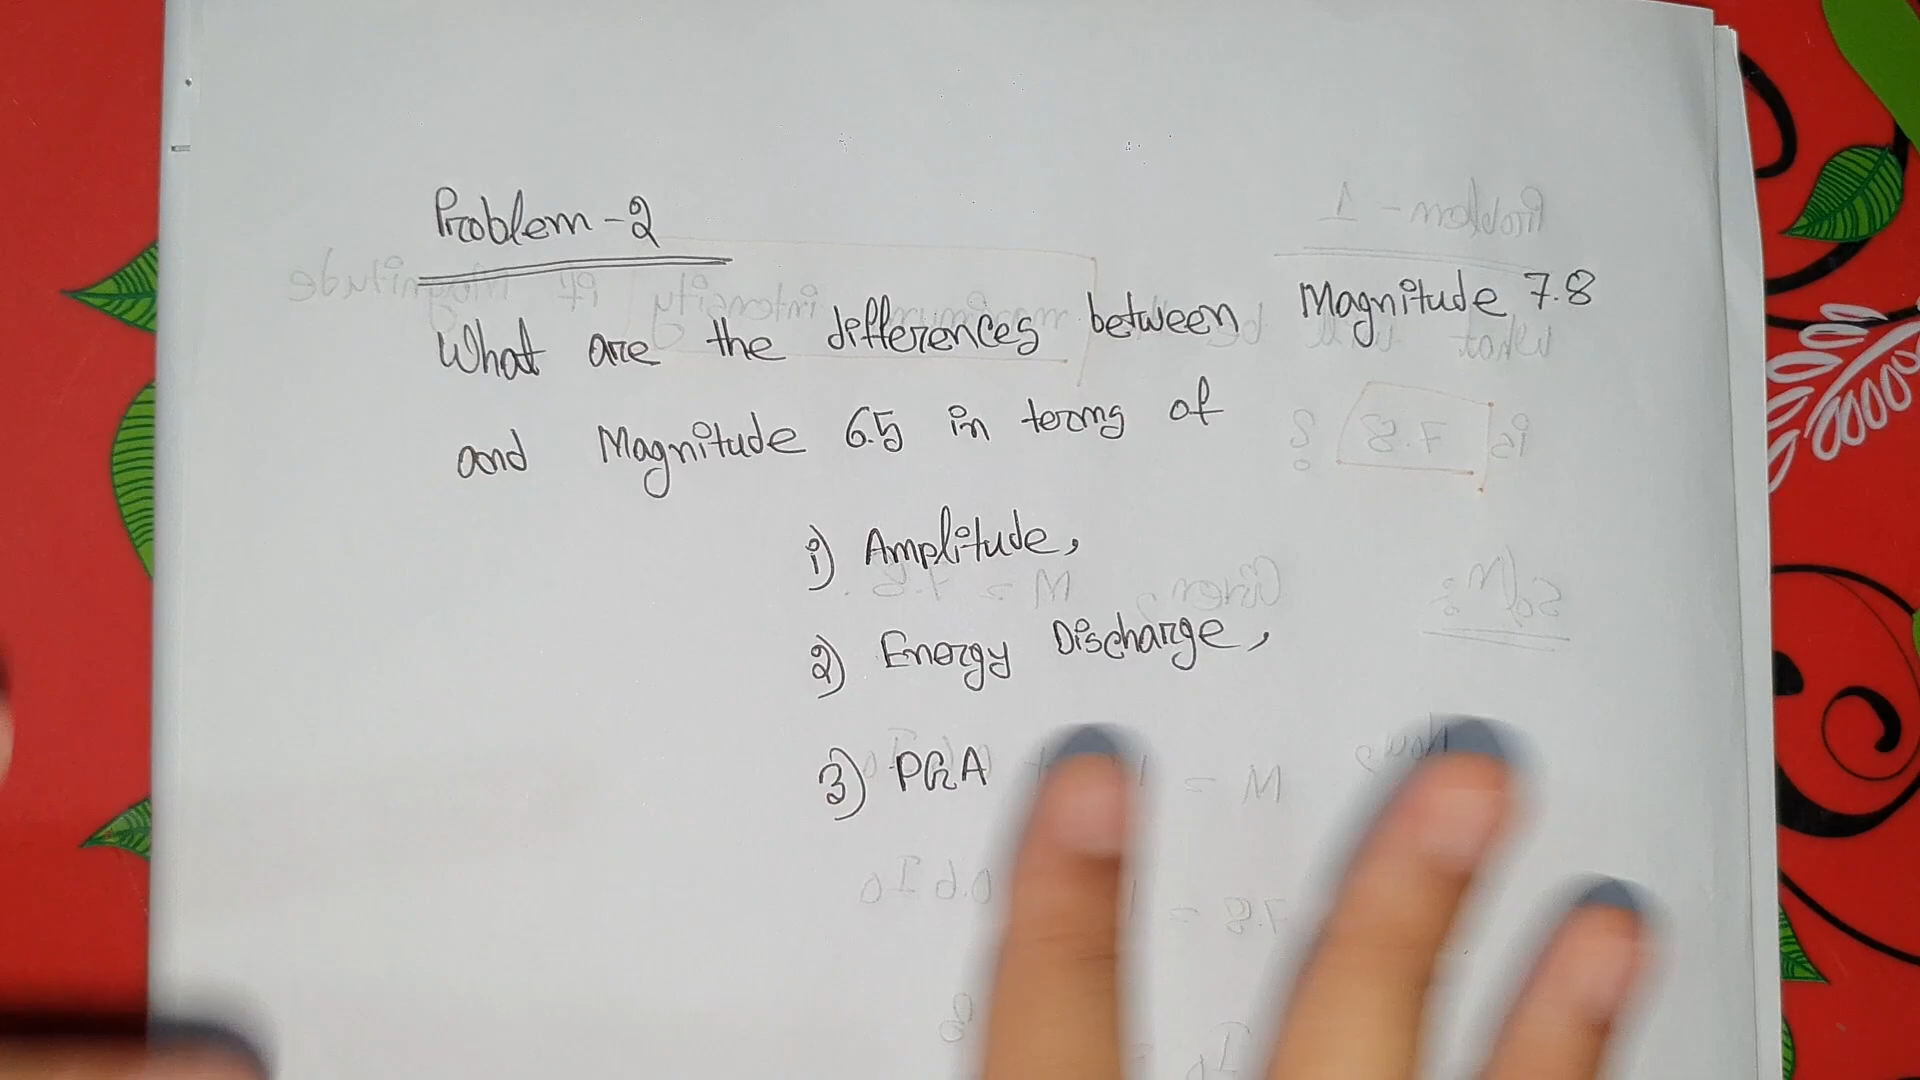 Problem-2
What are the differences between Magnitude 7.8
and Magnitude 6.5 in terms of
i) Amplitude,
2) Energy Discharge,
3) PGA